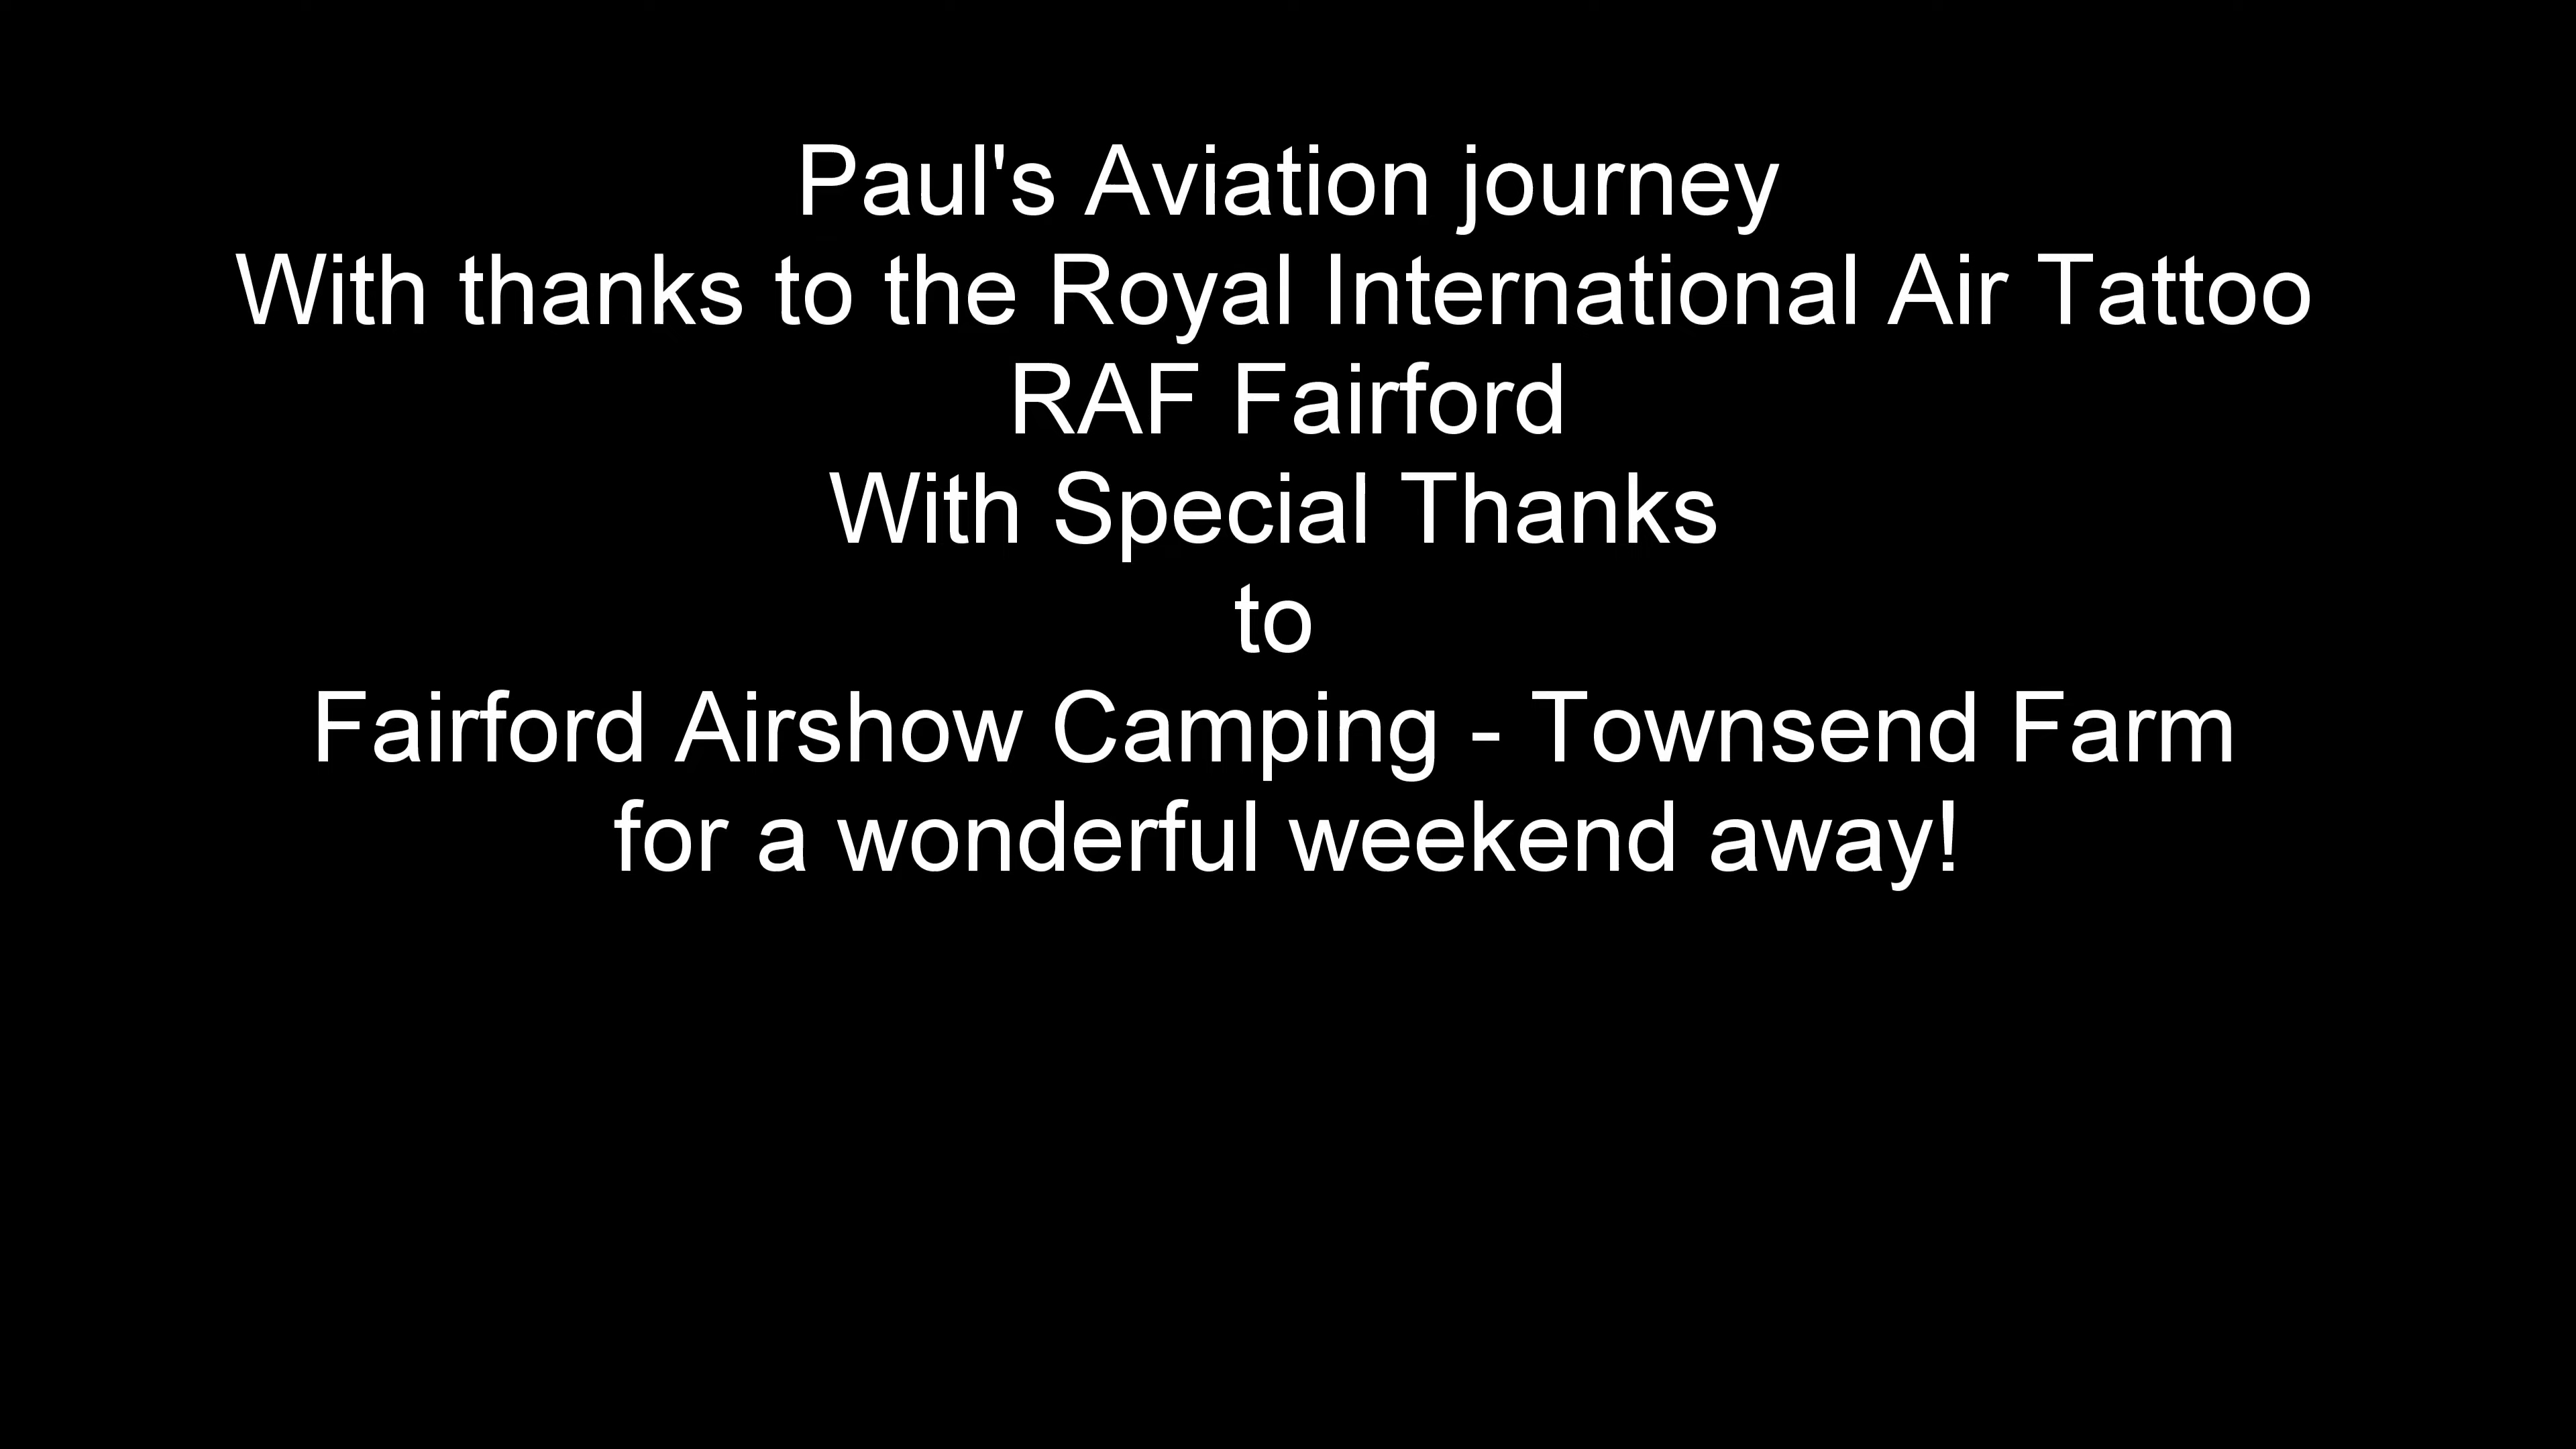 Paul's Aviation journey
With thanks to the Royal International Air Tattoo
RAF Fairford
With Special Thanks
to
Fairford Airshow Camping - Townsend Farm
for a wonderful weekend away!